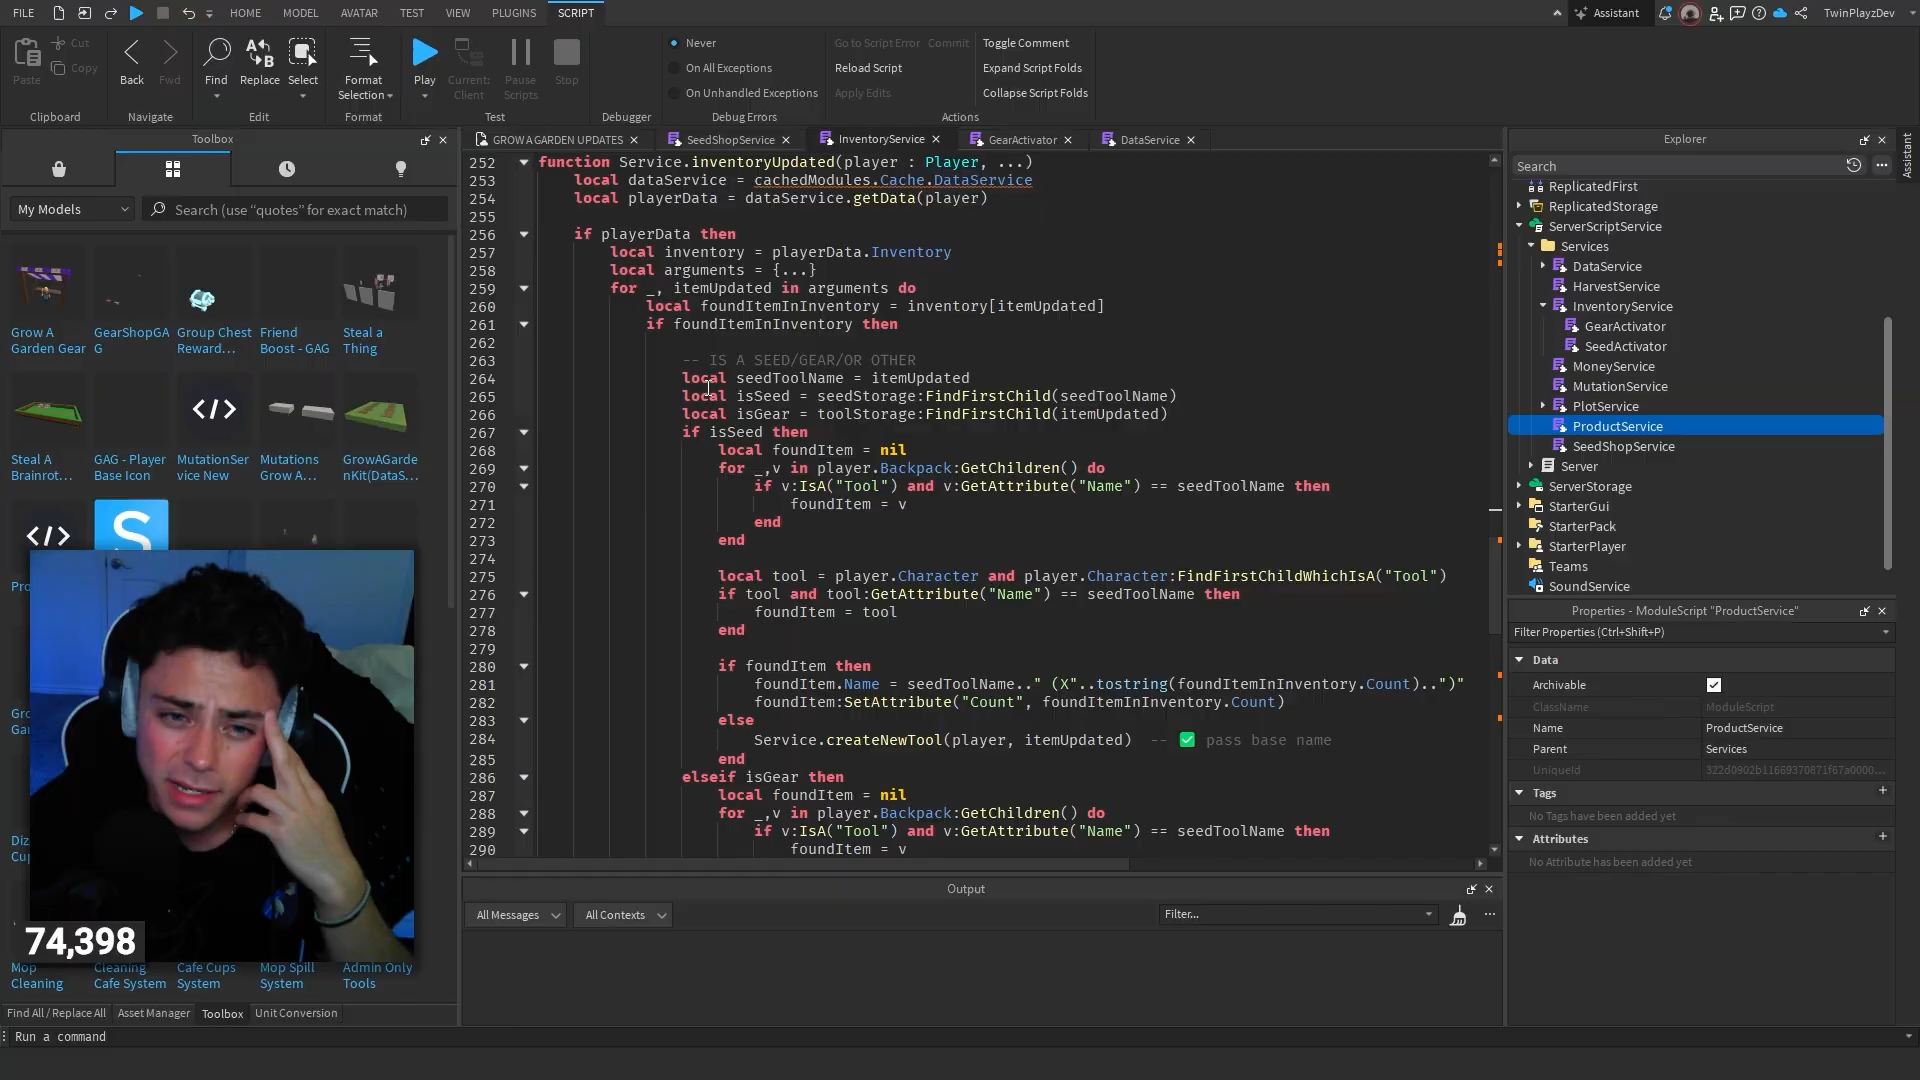 FILE HOME MODEL AVATAR TEST VIEW PLUGINS SCRIPT Assistant TwinPlayzDev
Paste Cut Copy Back Fwd Find Replace Select Format Selection Play Current: Client Pause Scripts Stop
Never
On All Exceptions
On Unhandled Exceptions
Go to Script Error Commit
Reload Script
Apply Edits
Toggle Comment
Expand Script Folds
Collapse Script Folds
Clipboard Navigate Edit Format Test Debugger Debug Errors Actions
Toolbox
My Models
Search (use “quotes” for exact match)
Grow A Garden Gear
GearShopGAG
Group Chest Reward...
Friend Boost - GAG
Steal a Thing
Steal A Brainrot...
GAG - Player Base Icon
MutationService New
Mutations Grow A...
GrowAGardenKit(DataS...
74,398
Mop Cleaning
Cleaning Cafe System
Cafe Cups System
Mop Spill System
Admin Only Tools
Find All / Replace All Asset Manager Toolbox Unit Conversion
Run a command
GROW A GARDEN UPDATES SeedShopService InventoryService GearActivator DataService
252 function Service.inventoryUpdated(player : Player, ...)
253 local dataService = cachedModules.Cache.DataService
254 local playerData = dataService.getData(player)
255
256 if playerData then
257 local inventory = playerData.Inventory
258 local arguments = {...}
259 for _, itemUpdated in arguments do
260 local foundItemInInventory = inventory[itemUpdated]
261 if foundItemInInventory then
262
263 -- IS A SEED/GEAR/OR OTHER
264 local seedToolName = itemUpdated
265 local isSeed = seedStorage:FindFirstChild(seedToolName)
266 local isGear = toolStorage:FindFirstChild(itemUpdated)
267 if isSeed then
268 local foundItem = nil
269 for _,v in player.Backpack:GetChildren() do
270 if v:IsA("Tool") and v:GetAttribute("Name") == seedToolName then
271 foundItem = v
272 end
273 end
274
275 local tool = player.Character and player.Character:FindFirstChildWhichIsA("Tool")
276 if tool and tool:GetAttribute("Name") == seedToolName then
277 foundItem = tool
278 end
279
280 if foundItem then
281 foundItem.Name = seedToolName.." (X"..tostring(foundItemInInventory.Count)..")"
282 foundItem:SetAttribute("Count", foundItemInInventory.Count)
283 else
284 Service.createNewTool(player, itemUpdated) -- ✅ pass base name
285 end
286 elseif isGear then
287 local foundItem = nil
288 for _,v in player.Backpack:GetChildren() do
289 if v:IsA("Tool") and v:GetAttribute("Name") == seedToolName then
290 foundItem = v
Output
All Messages All Contexts Filter...
Explorer
Assistant
Search
ReplicatedFirst
ReplicatedStorage
ServerScriptService
Services
DataService
HarvestService
InventoryService
GearActivator
SeedActivator
MoneyService
MutationService
PlotService
ProductService
SeedShopService
Server
ServerStorage
StarterGui
StarterPack
StarterPlayer
Teams
SoundService
Properties - ModuleScript "ProductService"
Filter Properties (Ctrl+Shift+P)
Data
Archivable
ClassName ModuleScript
Name ProductService
Parent Services
UniqueId 322d0902b11669370871f67a0000...
Tags
No Tags have been added yet
Attributes
No Attribute has been added yet